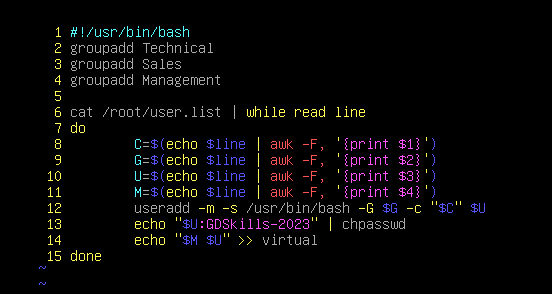 1 #!/usr/bin/bash
2 groupadd Technical
3 groupadd Sales
4 groupadd Management
5
6 cat /root/user.list | while read line
7 do
8         C=$(echo $line | awk -F, '{print $1}')
9         G=$(echo $line | awk -F, '{print $2}')
10         U=$(echo $line | awk -F, '{print $3}')
11         M=$(echo $line | awk -F, '{print $4}')
12         useradd -m -s /usr/bin/bash -G $G -c "$C" $U
13         echo "$U:GDSkills-2023" | chpasswd
14         echo "$M $U" >> virtual
15 done
~
~